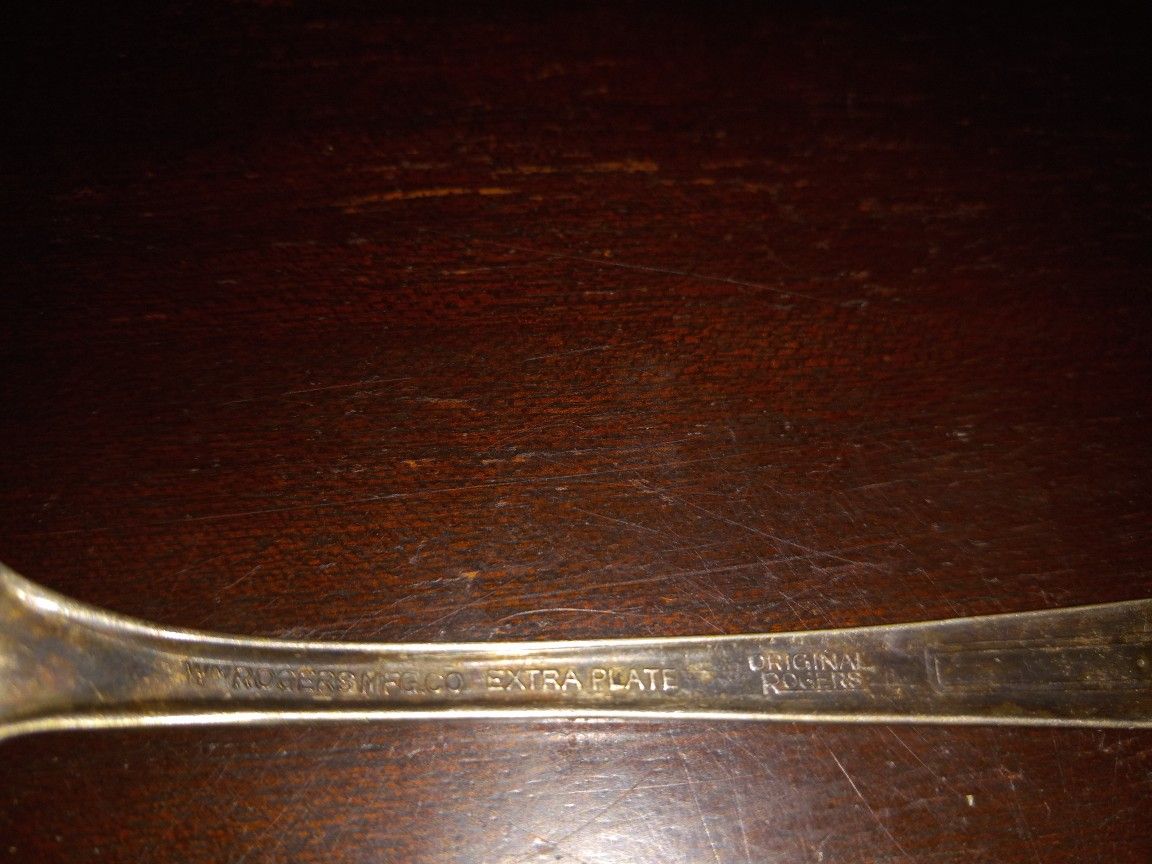 WM ROGERS MFG.CO. EXTRA PLATE
ORIGINAL
ROGERS